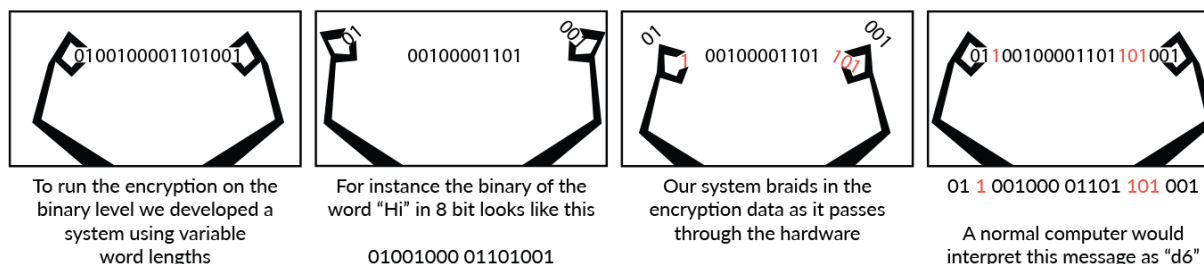 0100100001101001
To run the encryption on the
binary level we developed a
system using variable
word lengths
01
001
00100001101
For instance the binary of the
word “Hi” in 8 bit looks like this
01001000 01101001
01
001
1
00100001101
101
Our system braids in the
encryption data as it passes
through the hardware
01100100001101101001
01 1 001000 01101 101 001
A normal computer would
interpret this message as “d6”